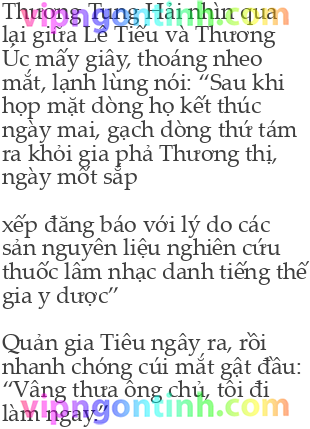 Thương Tung Hải nhìn qua
lại giữa Lê Tiếu và Thương
Úc mấy giây, thoáng nheo
mắt, lạnh lùng nói: “Sau khi
họp mặt dòng họ kết thúc
ngày mai, gạch dòng thứ tám
ra khỏi gia phả Thương thị,
ngày mốt sắp
xếp đăng báo với lý do các
sản nguyên liệu nghiên cứu
thuốc lâm nhạc danh tiếng thế
gia y dược”
Quản gia Tiêu ngây ra, rồi
nhanh chóng cúi mắt gật đầu:
“Vâng thưa ông chủ, tôi đi
làm ngay.”
vipngontinh.com
vipngontinh.com
vipngontinh.com